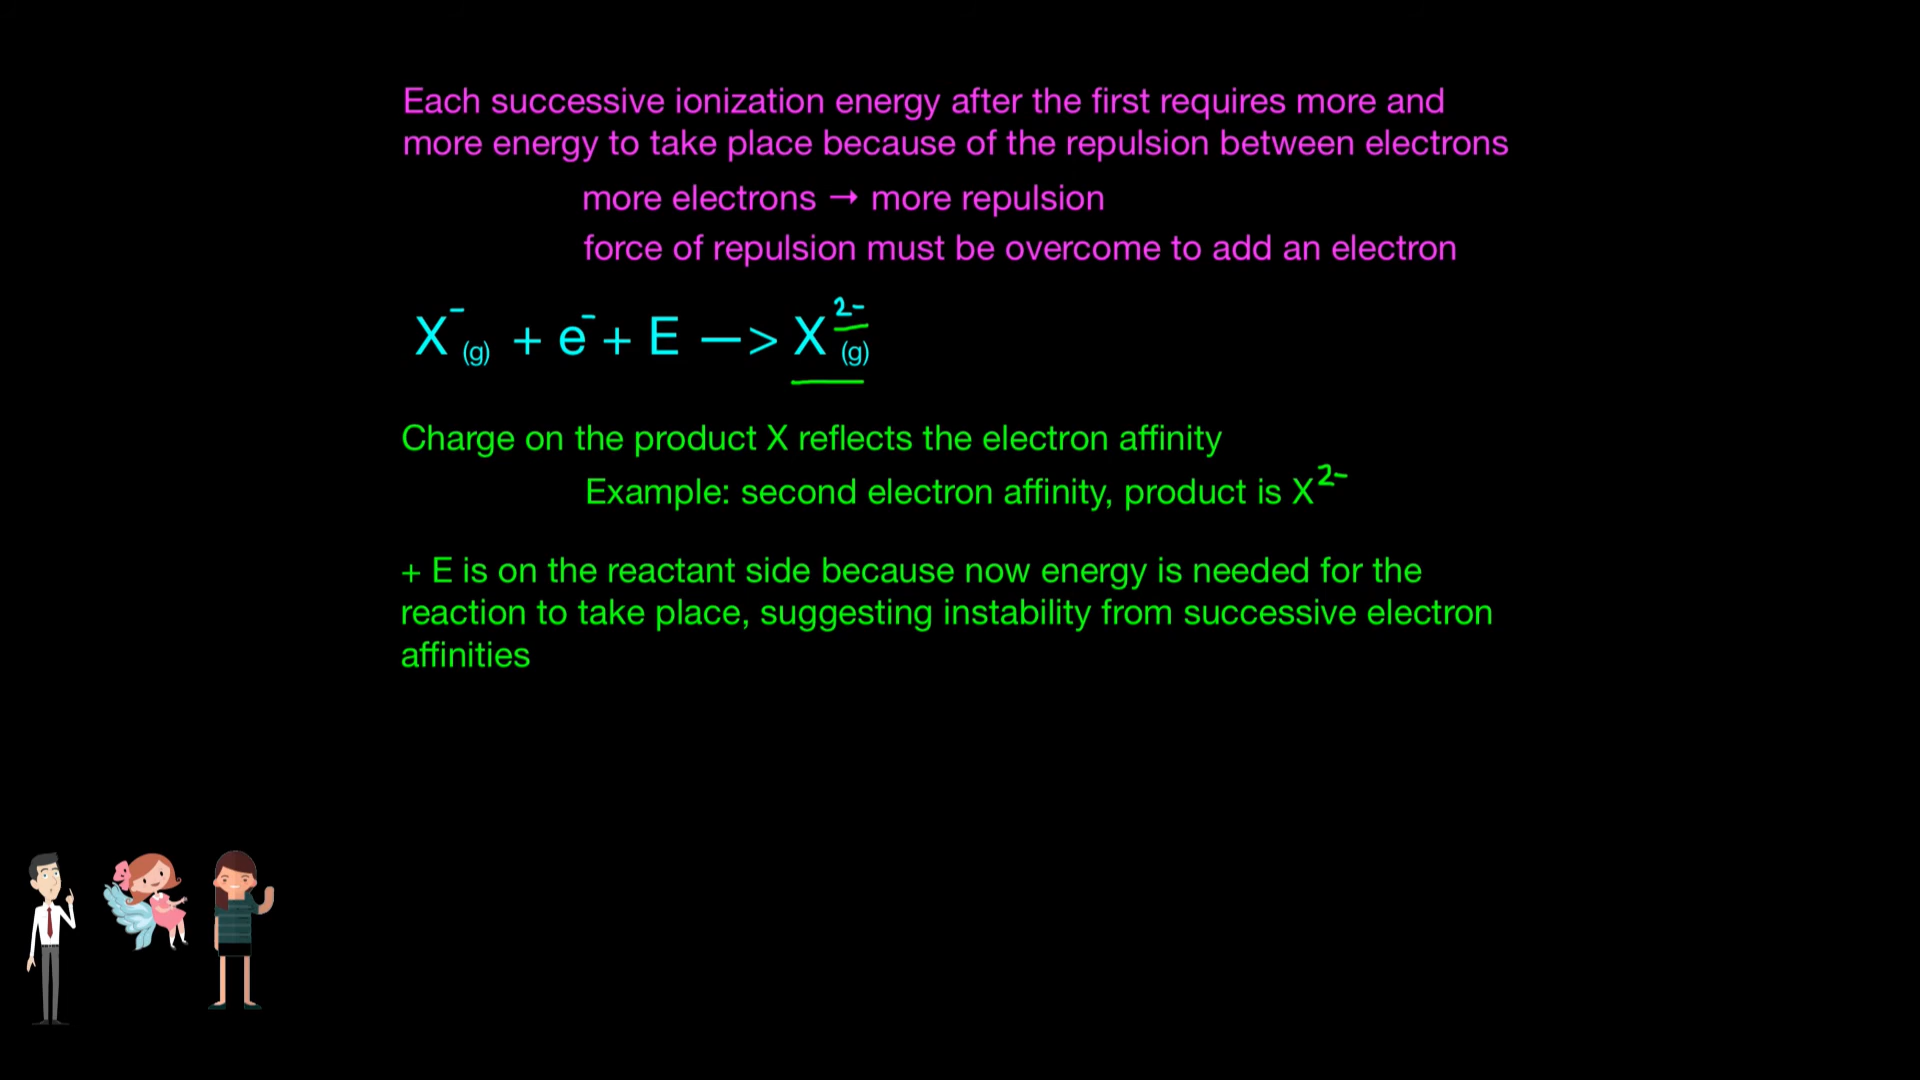 Each successive ionization energy after the first requires more and
more energy to take place because of the repulsion between electrons
more electrons → more repulsion
force of repulsion must be overcome to add an electron
X⁻(g) + e⁻ + E —> X²⁻(g)
Charge on the product X reflects the electron affinity
Example: second electron affinity, product is X²⁻
+ E is on the reactant side because now energy is needed for the
reaction to take place, suggesting instability from successive electron
affinities